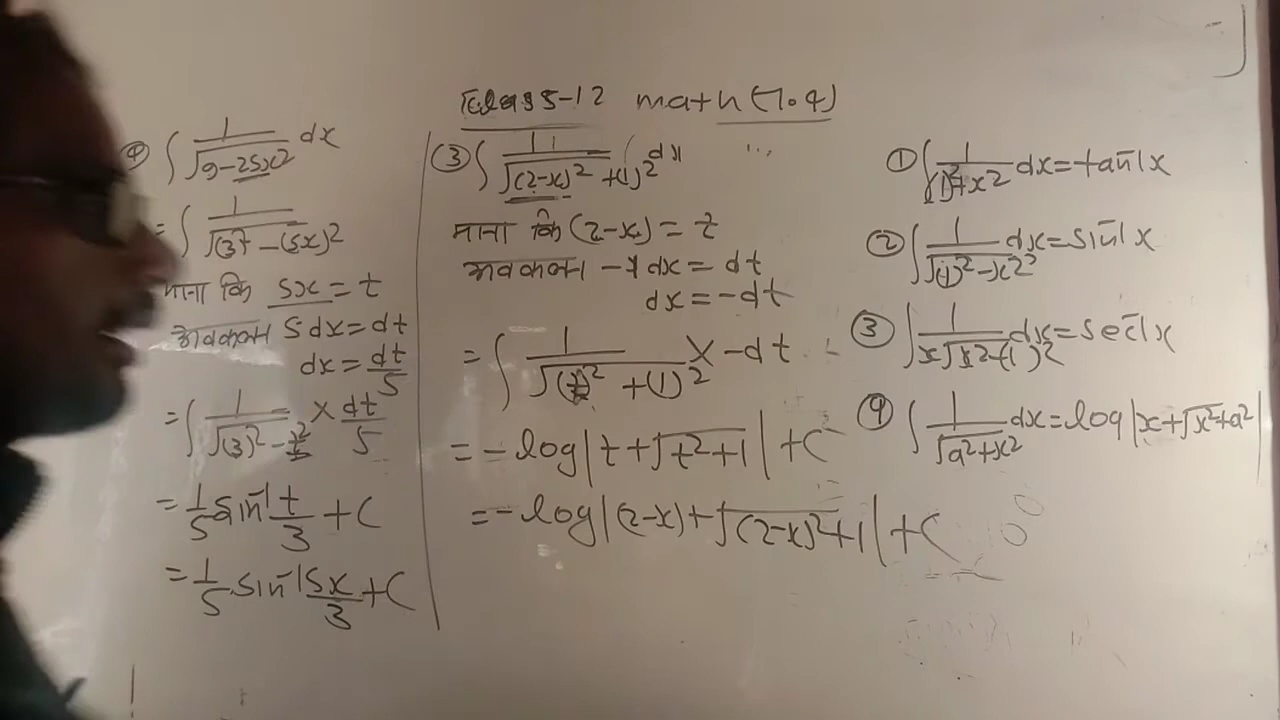 Class-12 math (7.4)
④ ∫ 1/√(9-25x²) dx
= ∫ 1/√((3)² - (5x)²)
माना कि 5x = t
अवकलन 5 dx = dt
dx = dt/5
= ∫ 1/√((3)² - t²) × dt/5
= 1/5 sin⁻¹ t/3 + C
= 1/5 sin⁻¹ 5x/3 + C
③ ∫ 1/√((2-x)² + (1)²) dx
माना कि (2-x) = t
अवकलन -1 dx = dt
dx = -dt
= ∫ 1/√((t)² + (1)²) × -dt
= -log|t + √(t²+1)| + C
= -log|(2-x) + √((2-x)²+1)| + C
① ∫ 1/((1)²+x²) dx = tan⁻¹x
② ∫ 1/√((1)²-x²) dx = sin⁻¹x
③ ∫ 1/(x√(x²-(1)²)) dx = sec⁻¹x
④ ∫ 1/√(a²+x²) dx = log|x + √(x²+a²)|